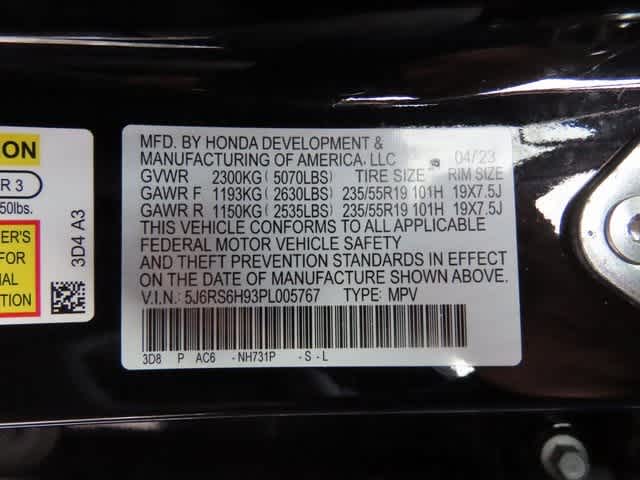 ON
R 3
50lbs.
ER'S
FOR
NAL
TION
3D4 A3
MFD. BY HONDA DEVELOPMENT &
MANUFACTURING OF AMERICA, LLC 04/23
GVWR 2300KG( 5070LBS) TIRE SIZE RIM SIZE
GAWR F 1193KG( 2630LBS) 235/55R19 101H 19X7.5J
GAWR R 1150KG( 2535LBS) 235/55R19 101H 19X7.5J
THIS VEHICLE CONFORMS TO ALL APPLICABLE
FEDERAL MOTOR VEHICLE SAFETY
AND THEFT PREVENTION STANDARDS IN EFFECT
ON THE DATE OF MANUFACTURE SHOWN ABOVE.
V.I.N.: 5J6RS6H93PL005767 TYPE: MPV
3D8 P AC6 -NH731P -S-L